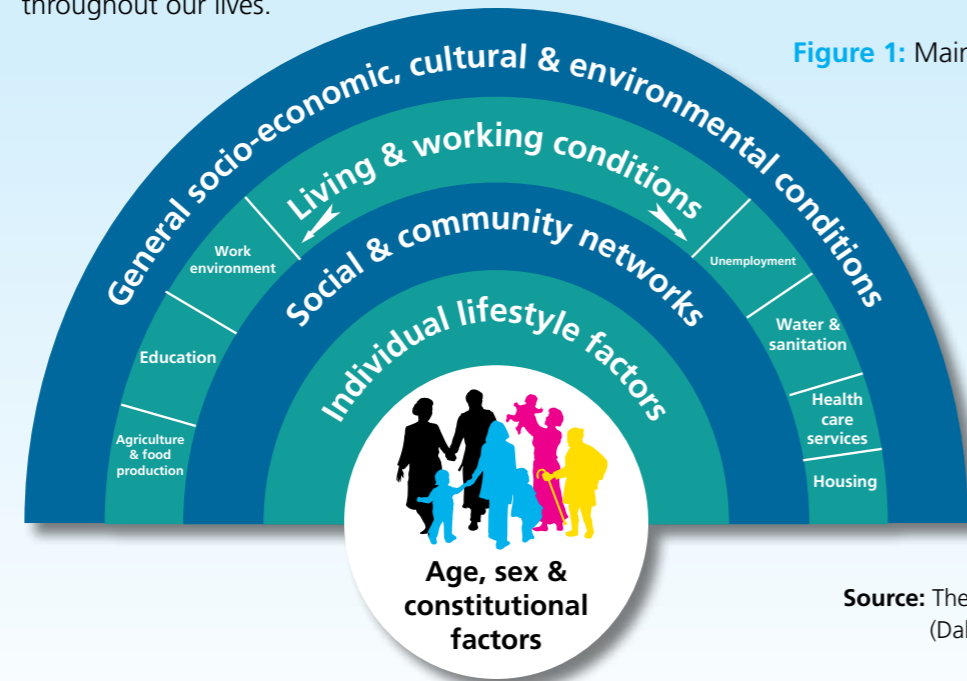 throughout our lives.
Figure 1: Main
General socio-economic, cultural & environmental conditions
Living & working conditions
Social & community networks
Individual lifestyle factors
Work
environment
Education
Agriculture
& food
production
Unemployment
Water &
sanitation
Health
care
services
Housing
Age, sex &
constitutional
factors
Source: The